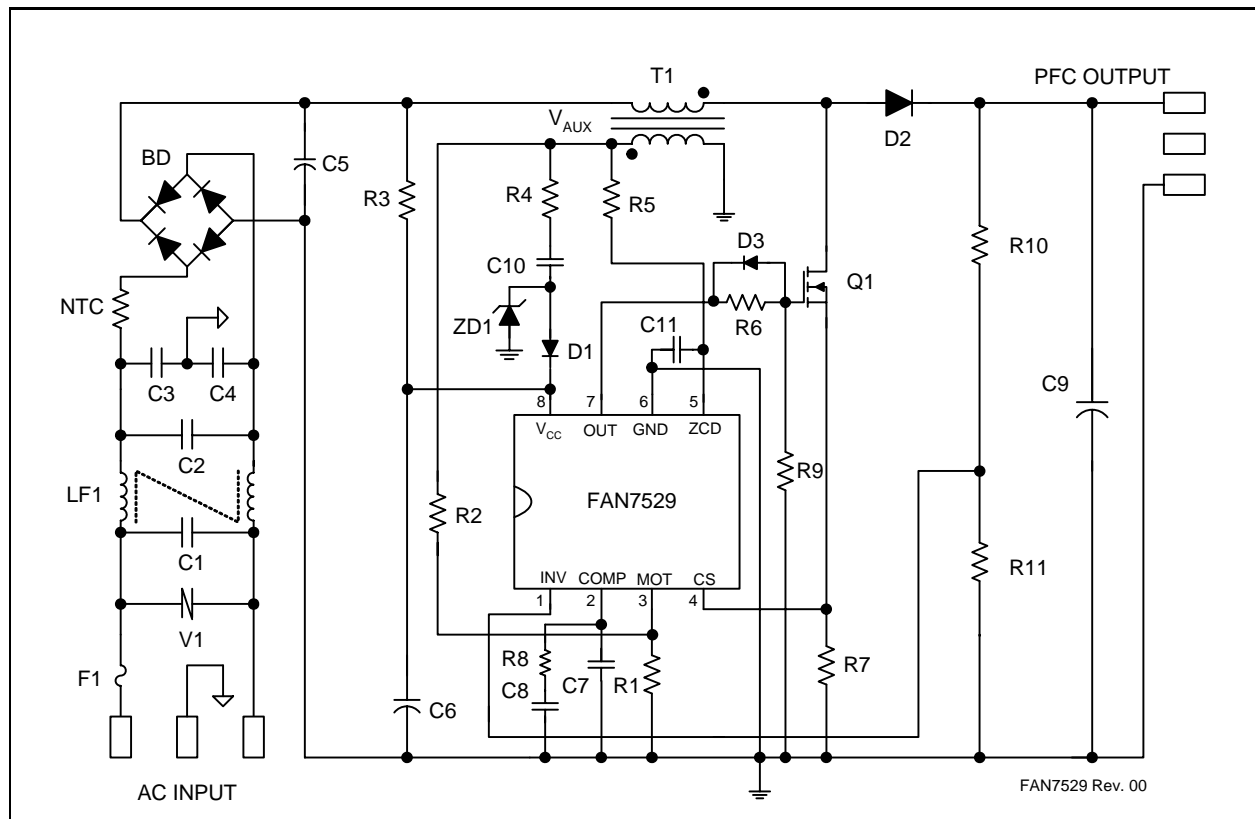 T1
PFC OUTPUT
VAUX
D2
BD
C5
R3
R4
R5
R10
D3
C10
Q1
NTC
ZD1
R6
C11
D1
C3
C4
C9
8
7
6
5
VCC
OUT
GND
ZCD
C2
R9
LF1
FAN7529
R2
C1
R11
INV
COMP
MOT
CS
1
2
3
4
V1
R8
R7
F1
C8
C7
R1
C6
AC INPUT
FAN7529 Rev. 00